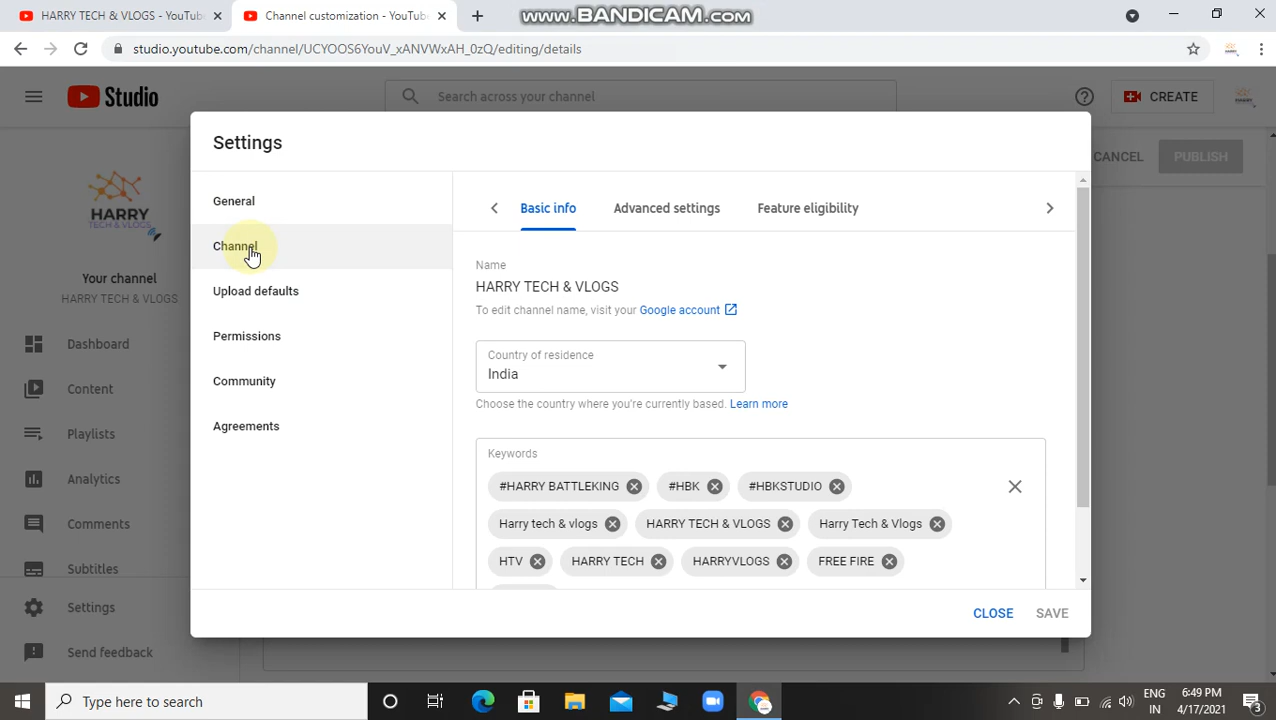 HARRY TECH & VLOGS - YouTube
Channel customization - YouTube
www.BANDICAM.com
studio.youtube.com/channel/UCYOOS6YouV_xANVWxAH_0zQ/editing/details
Studio
Search across your channel
CREATE
CANCEL
PUBLISH
HARRY
TECH & VLOGS
Your channel
HARRY TECH & VLOGS
Dashboard
Content
Playlists
Analytics
Comments
Subtitles
Settings
Send feedback
Settings
General
Channel
Upload defaults
Permissions
Community
Agreements
Basic info
Advanced settings
Feature eligibility
Name
HARRY TECH & VLOGS
To edit channel name, visit your Google account
Country of residence
India
Choose the country where you're currently based. Learn more
Keywords
#HARRY BATTLEKING
#HBK
#HBKSTUDIO
Harry tech & vlogs
HARRY TECH & VLOGS
Harry Tech & Vlogs
HTV
HARRY TECH
HARRYVLOGS
FREE FIRE
CLOSE
SAVE
Type here to search
ENG
IN
6:49 PM
4/17/2021
3